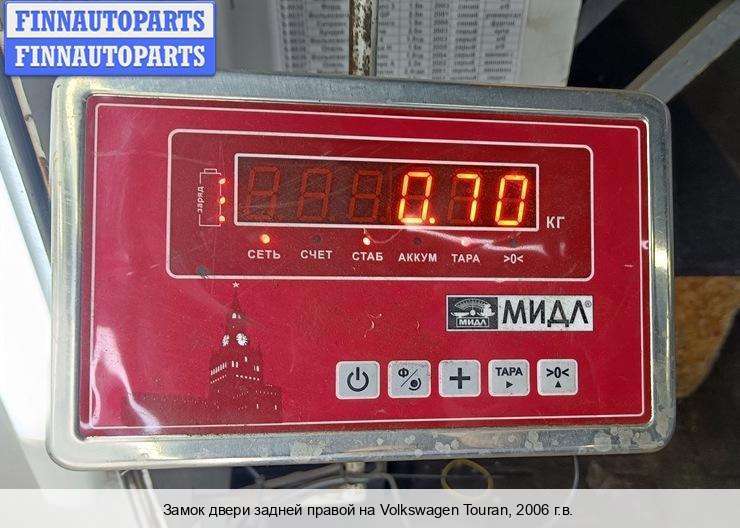 FINNAUTOPARTS
FINNAUTOPARTS
заряд
0.70
КГ
СЕТЬ СЧЕТ СТАБ АККУМ ТАРА >0<
МИДЛ
МИДЛ®
Ф/
ТАРА
>0<
Замок двери задней правой на Volkswagen Touran, 2006 г.в.